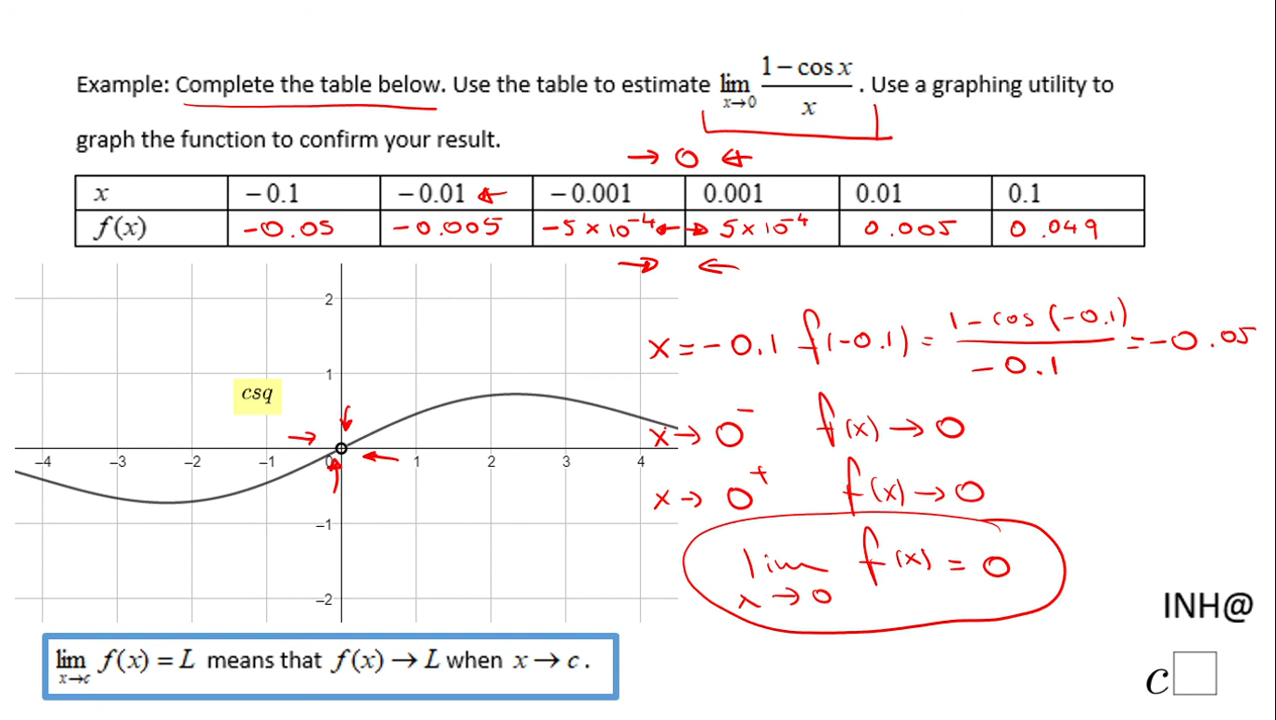 Example: Complete the table below. Use the table to estimate lim x→0 (1 − cos x)/x . Use a graphing utility to
graph the function to confirm your result.
→ 0 ←
x −0.1 −0.01 ← −0.001 0.001 0.01 0.1
f(x) −0.05 −0.005 −5×10⁻⁴ ← → 5×10⁻⁴ 0.005 0.049
→ ←
2
x = −0.1 f(−0.1) = (1 − cos(−0.1))/(−0.1) = −0.05
1
csq
x → 0⁻ f(x) → 0
−4 −3 −2 −1 0 1 2 3 4
x → 0⁺ f(x) → 0
−1
lim x→0 f(x) = 0
−2
INH@
lim x→c f(x) = L means that f(x) → L when x → c .
c